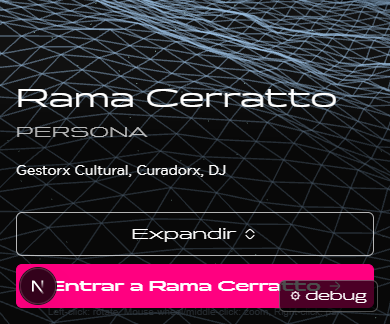 Rama Cerratto
PERSONA
Gestorx Cultural, Curadorx, DJ
Expandir
N
Entrar a Rama Cerratto →
⚙ debug